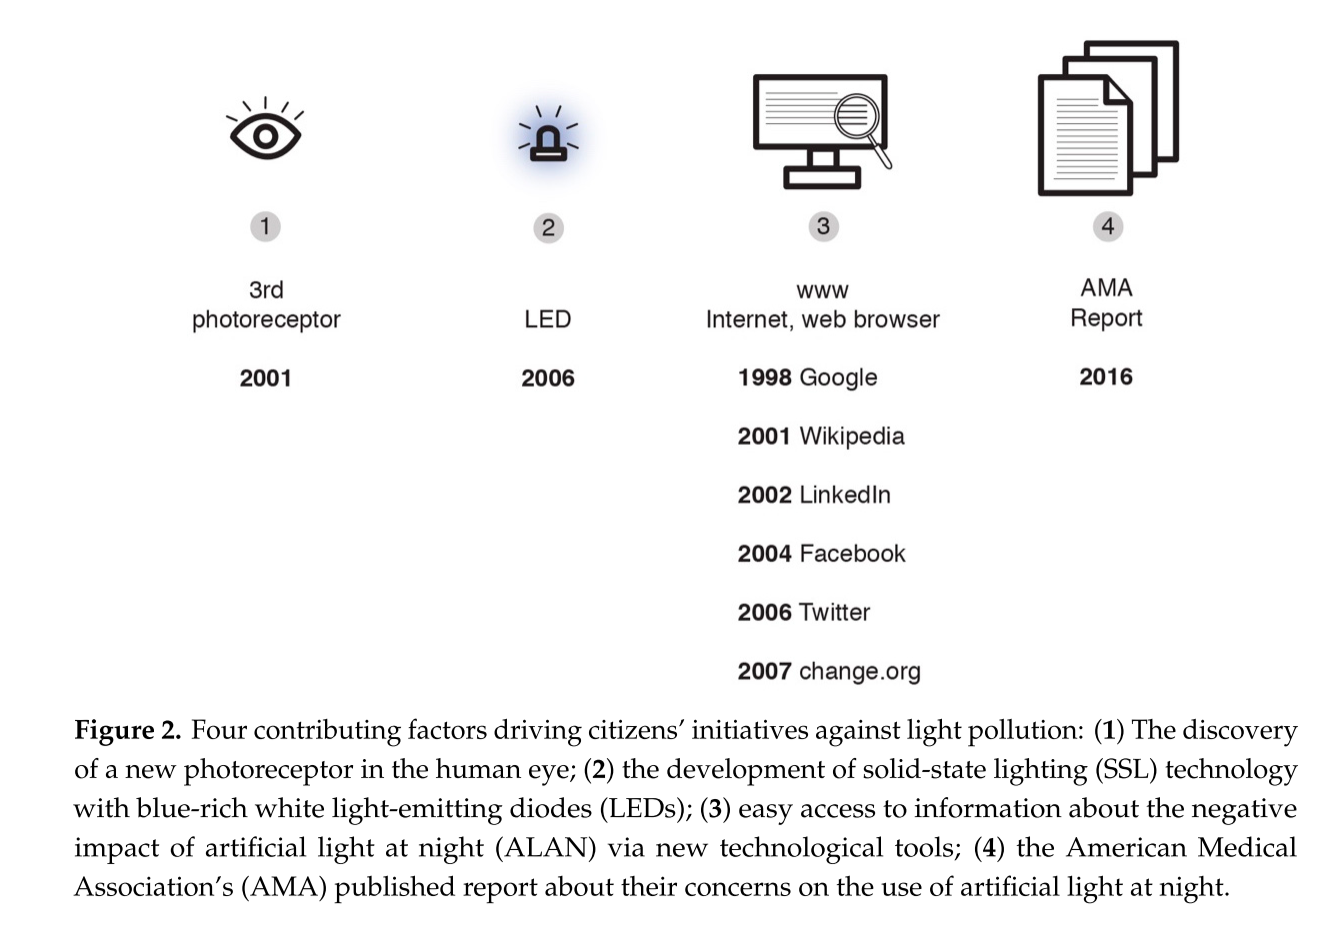 1
3rd
photoreceptor
2001
2
LED
2006
3
www
Internet, web browser
1998 Google
2001 Wikipedia
2002 LinkedIn
2004 Facebook
2006 Twitter
2007 change.org
4
AMA
Report
2016
Figure 2. Four contributing factors driving citizens’ initiatives against light pollution: (1) The discovery
of a new photoreceptor in the human eye; (2) the development of solid-state lighting (SSL) technology
with blue-rich white light-emitting diodes (LEDs); (3) easy access to information about the negative
impact of artificial light at night (ALAN) via new technological tools; (4) the American Medical
Association’s (AMA) published report about their concerns on the use of artificial light at night.